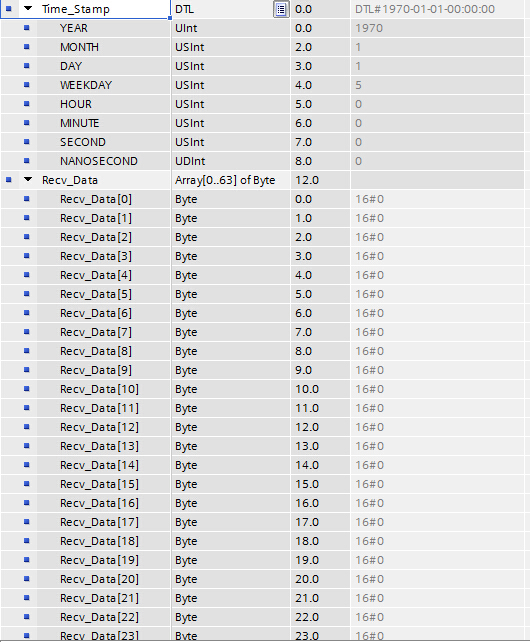 Time_Stamp DTL 0.0 DTL#1970-01-01-00:00:00
YEAR UInt 0.0 1970
MONTH USInt 2.0 1
DAY USInt 3.0 1
WEEKDAY USInt 4.0 5
HOUR USInt 5.0 0
MINUTE USInt 6.0 0
SECOND USInt 7.0 0
NANOSECOND UDInt 8.0 0
Recv_Data Array[0..63] of Byte 12.0
Recv_Data[0] Byte 0.0 16#0
Recv_Data[1] Byte 1.0 16#0
Recv_Data[2] Byte 2.0 16#0
Recv_Data[3] Byte 3.0 16#0
Recv_Data[4] Byte 4.0 16#0
Recv_Data[5] Byte 5.0 16#0
Recv_Data[6] Byte 6.0 16#0
Recv_Data[7] Byte 7.0 16#0
Recv_Data[8] Byte 8.0 16#0
Recv_Data[9] Byte 9.0 16#0
Recv_Data[10] Byte 10.0 16#0
Recv_Data[11] Byte 11.0 16#0
Recv_Data[12] Byte 12.0 16#0
Recv_Data[13] Byte 13.0 16#0
Recv_Data[14] Byte 14.0 16#0
Recv_Data[15] Byte 15.0 16#0
Recv_Data[16] Byte 16.0 16#0
Recv_Data[17] Byte 17.0 16#0
Recv_Data[18] Byte 18.0 16#0
Recv_Data[19] Byte 19.0 16#0
Recv_Data[20] Byte 20.0 16#0
Recv_Data[21] Byte 21.0 16#0
Recv_Data[22] Byte 22.0 16#0
Recv_Data[23] Byte 23.0 16#0